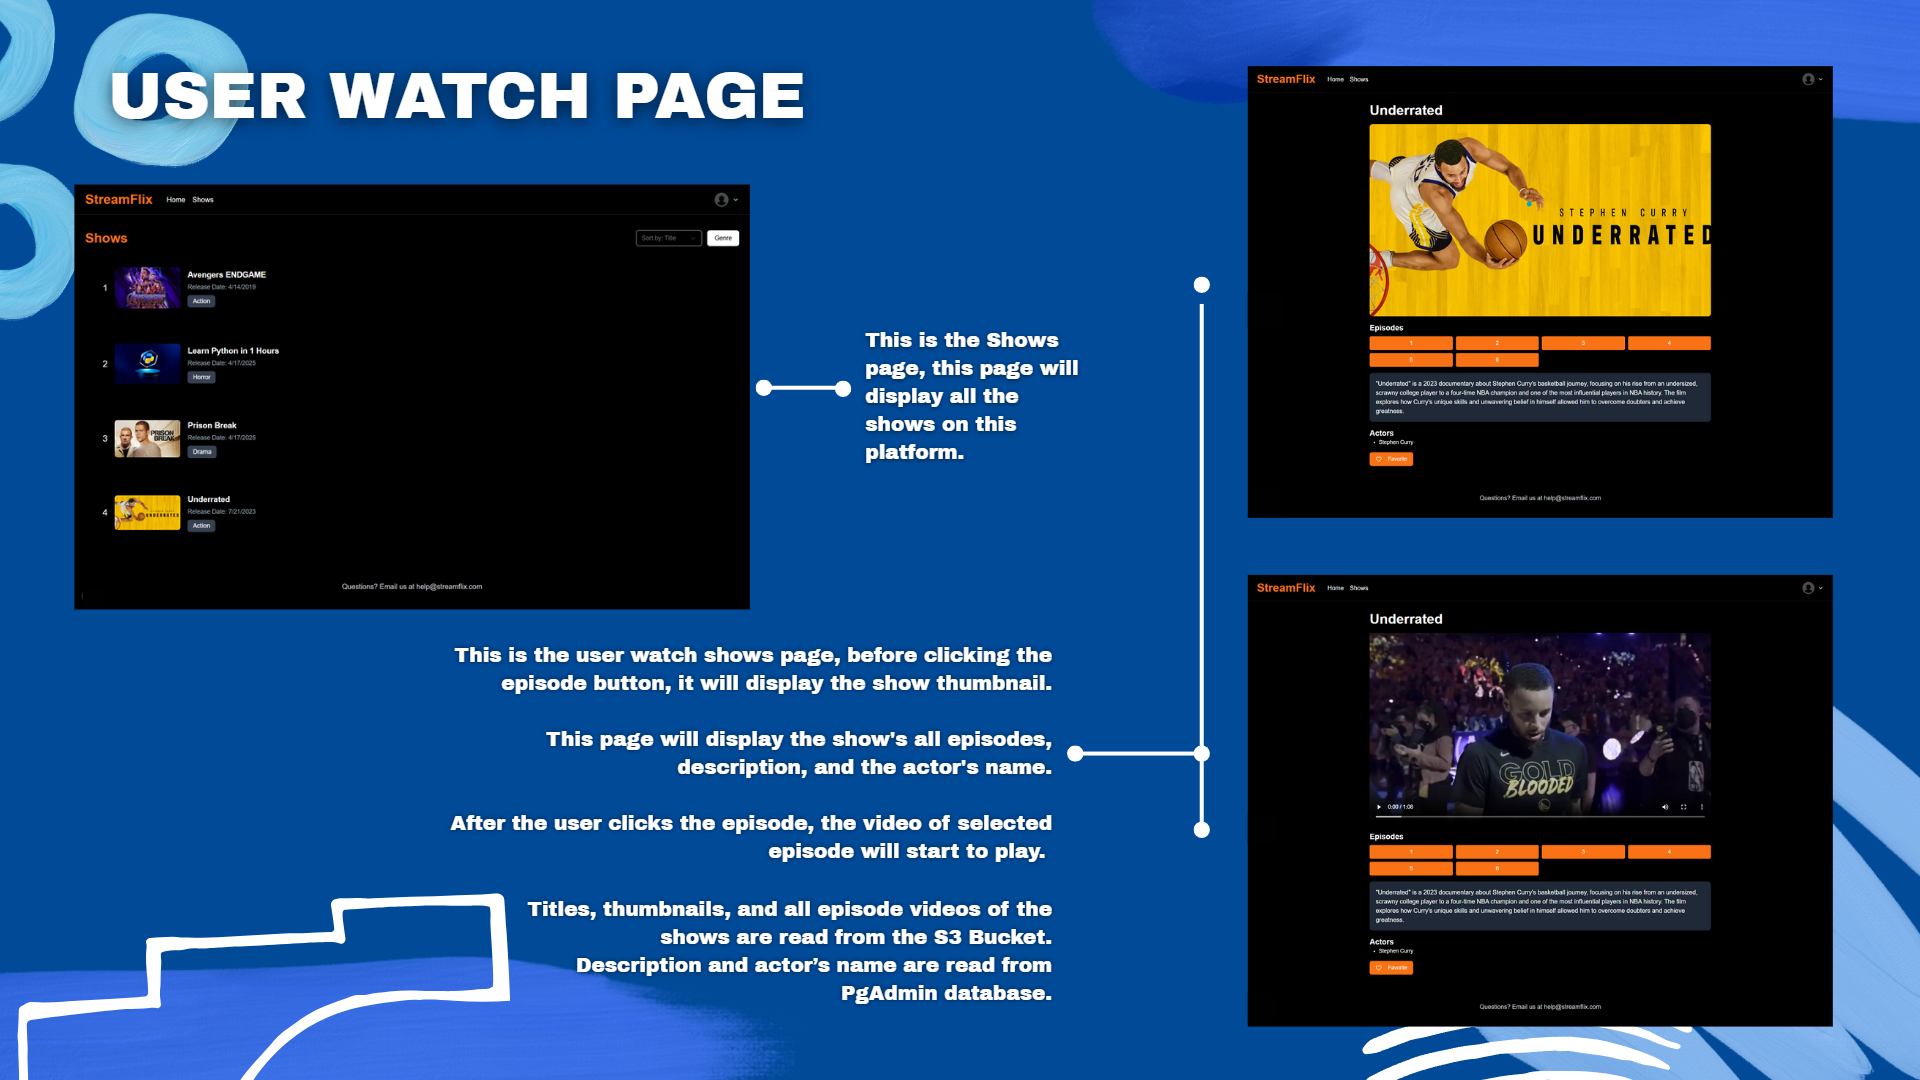 USER WATCH PAGE
StreamFlix Home Shows
Shows
Sort by: Title
Genre
1
Avengers ENDGAME
Release Date: 4/14/2019
Action
2
Learn Python in 1 Hours
Release Date: 4/17/2025
Horror
3
PRISON
BREAK
Prison Break
Release Date: 4/17/2025
Drama
4
UNDERRATED
Underrated
Release Date: 7/21/2023
Action
Questions? Email us at help@streamflix.com
This is the Shows
page, this page will
display all the
shows on this
platform.
This is the user watch shows page, before clicking the
episode button, it will display the show thumbnail.
This page will display the show's all episodes,
description, and the actor's name.
After the user clicks the episode, the video of selected
episode will start to play.
Titles, thumbnails, and all episode videos of the
shows are read from the S3 Bucket.
Description and actor’s name are read from
PgAdmin database.
StreamFlix Home Shows
Underrated
STEPHEN CURRY
UNDERRATED
Episodes
1 2 3 4
5 6
"Underrated" is a 2023 documentary about Stephen Curry's basketball journey, focusing on his rise from an undersized,
scrawny college player to a four-time NBA champion and one of the most influential players in NBA history. The film
explores how Curry's unique skills and unwavering belief in himself allowed him to overcome doubters and achieve
greatness.
Actors
• Stephen Curry
Favorite
Questions? Email us at help@streamflix.com
StreamFlix Home Shows
Underrated
GOLD
BLOODED
0:00 / 1:08
Episodes
1 2 3 4
5 6
"Underrated" is a 2023 documentary about Stephen Curry's basketball journey, focusing on his rise from an undersized,
scrawny college player to a four-time NBA champion and one of the most influential players in NBA history. The film
explores how Curry's unique skills and unwavering belief in himself allowed him to overcome doubters and achieve
greatness.
Actors
• Stephen Curry
Favorite
Questions? Email us at help@streamflix.com